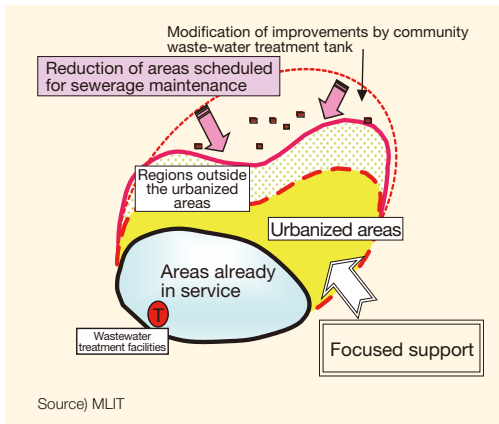 Modification of improvements by community
waste-water treatment tank
Reduction of areas scheduled
for sewerage maintenance
Regions outside
the urbanized
areas
Urbanized areas
Areas already
in service
T
Wastewater
treatment facilities
Focused support
Source) MLIT